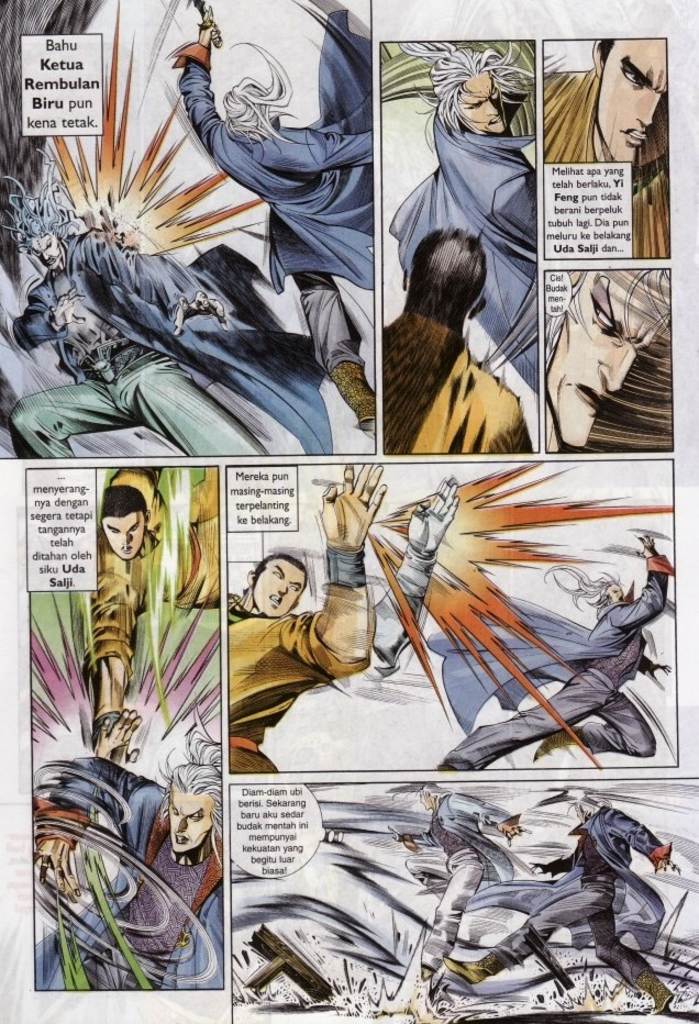 Bahu
Ketua
Rembulan
Biru pun
kena tetak.
Melihat apa yang
telah berlaku, Yi
Feng pun tidak
berani berpeluk
tubuh lagi. Dia pun
meluru ke belakang
Uda Salji dan...
Cis!
Budak
men-
tah!
...
menyerang-
nya dengan
segera tetapi
tangannya
telah
ditahan oleh
siku Uda
Salji.
Mereka pun
masing-masing
terpelanting
ke belakang.
Diam-diam ubi
berisi. Sekarang
baru aku sedar
budak mentah ini
mempunyai
kekuatan yang
begitu luar
biasa!